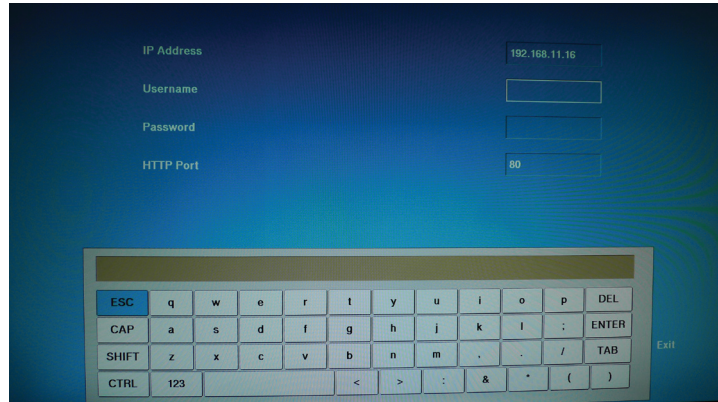 IP Address 192.168.11.16
Username
Password
HTTP Port 80
ESC q w e r t y u i o p DEL
CAP a s d f g h j k l ; ENTER
SHIFT z x c v b n m , . / TAB
Exit
CTRL 123 < > : & * ( )